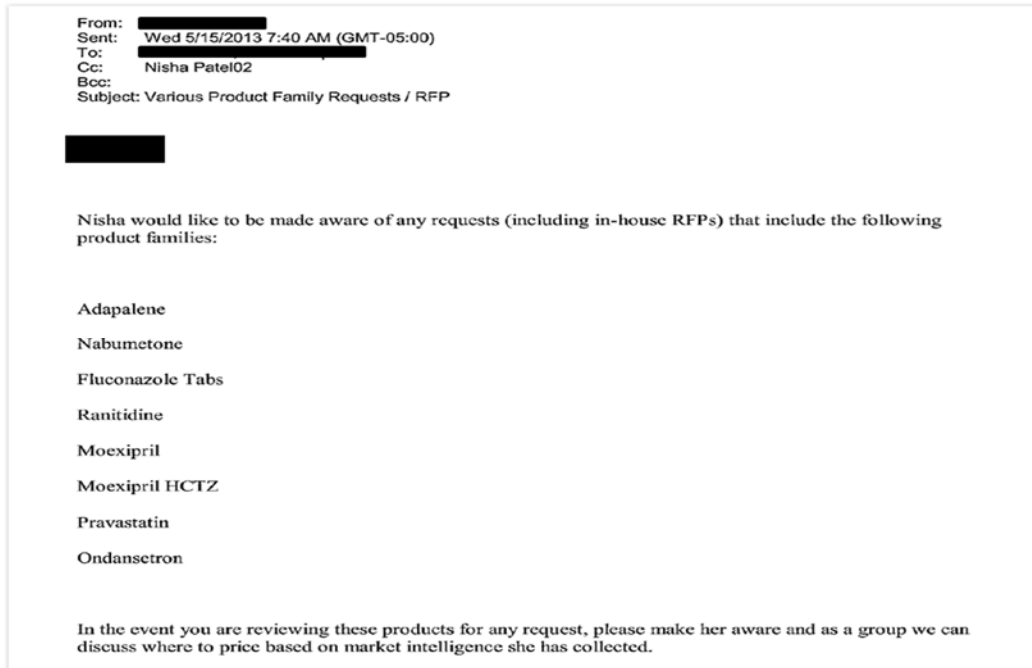 From:
Sent: Wed 5/15/2013 7:40 AM (GMT-05:00)
To:
Cc: Nisha Patel02
Bcc:
Subject: Various Product Family Requests / RFP
Nisha would like to be made aware of any requests (including in-house RFPs) that include the following
product families:
Adapalene
Nabumetone
Fluconazole Tabs
Ranitidine
Moexipril
Moexipril HCTZ
Pravastatin
Ondansetron
In the event you are reviewing these products for any request, please make her aware and as a group we can
discuss where to price based on market intelligence she has collected.